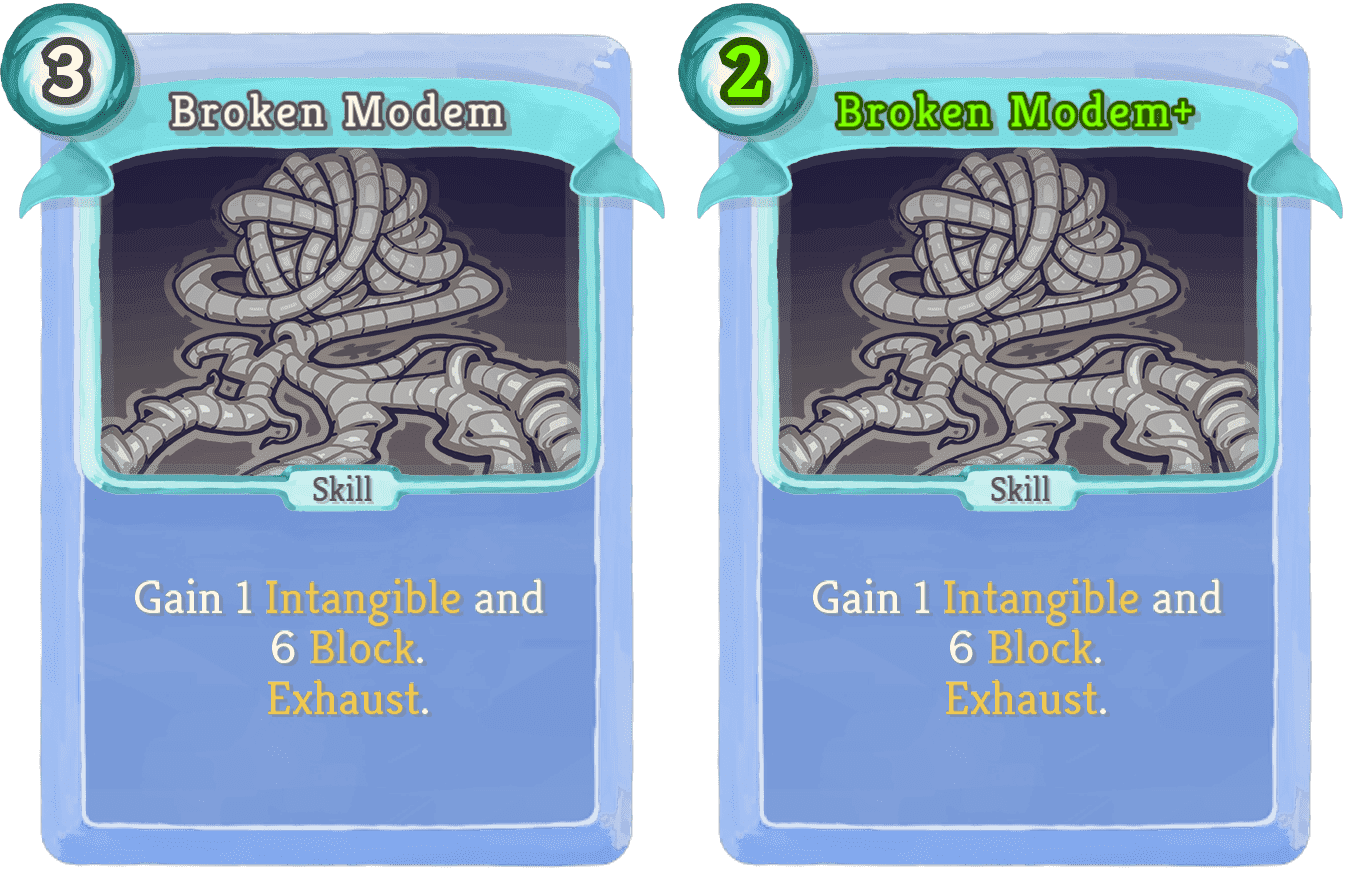 3
Broken Modem
Skill
Gain 1 Intangible and
6 Block.
Exhaust.
2
Broken Modem+
Skill
Gain 1 Intangible and
6 Block.
Exhaust.